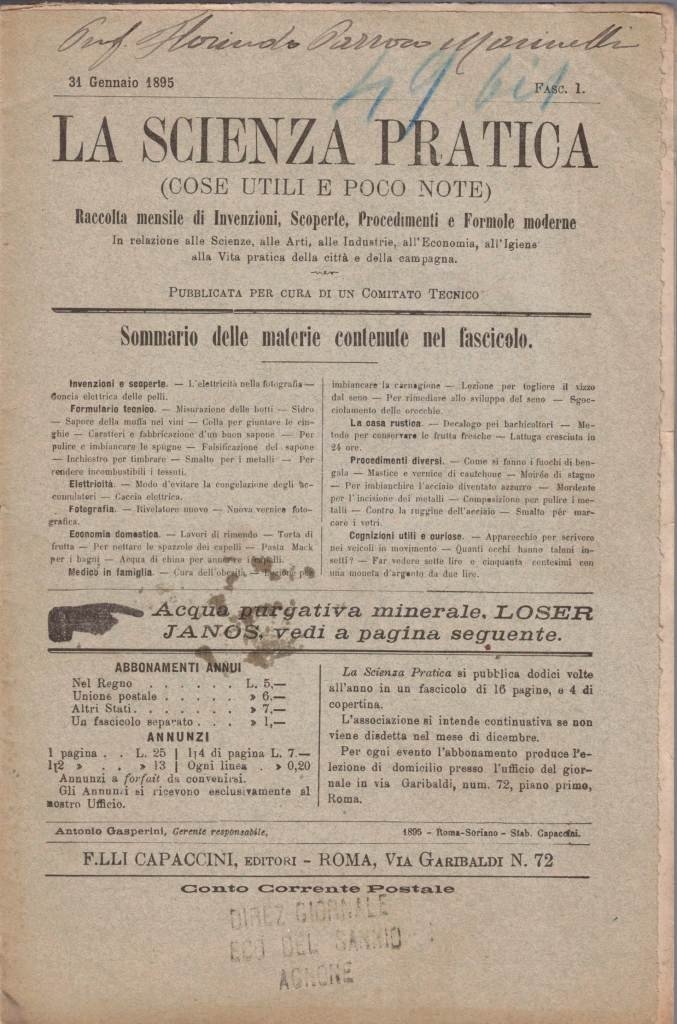 Prof. Florindo Parroco Marinelli
49 bis
31 Gennaio 1895
Fasc. 1.
LA SCIENZA PRATICA
(COSE UTILI E POCO NOTE)
Raccolta mensile di Invenzioni, Scoperte, Procedimenti e Formole moderne
In relazione alle Scienze, alle Arti, alle Industrie, all'Economia, all'Igiene
alla Vita pratica della città e della campagna.
PUBBLICATA PER CURA DI UN COMITATO TECNICO
Sommario delle materie contenute nel fascicolo.
Invenzioni e scoperte. — L'elettricità nella fotografia —
Concia elettrica delle pelli.
Formulario tecnico. — Misurazione delle botti — Sidro
— Sapore della muffa nei vini — Colla per giuntare le cin-
ghie — Caratteri e fabbricazione d'un buon sapone — Per
pulire e imbiancare le spugne — Falsificazione del sapone
— Inchiostro per timbrare — Smalto per i metalli — Per
rendere incombustibili i tessuti.
Elettricità. — Modo d'evitare la congelazione degli ac-
cumulatori — Caccia elettrica.
Fotografia. — Rivelatore nuovo — Nuova vernice foto-
grafica.
Economia domestica. — Lavori di rimendo — Torta di
frutta — Per nettare le spazzole dei capelli — Pasta Mack
per i bagni — Acqua di china per annerire i capelli.
Medico in famiglia. — Cura dell'obesità — Lozione per
imbiancare la carnagione — Lozione per togliere il vizzo
dal seno — Per rimediare allo sviluppo del seno — Sgoc-
ciolamento delle orecchie.
La casa rustica. — Decalogo pei bachicoltori — Me-
todo per conservare le frutta fresche — Lattuga cresciuta in
24 ore.
Procedimenti diversi. — Come si fanno i fuochi di ben-
gala — Mastice e vernice di cautchouc — Moirée di stagno
— Per imbianchire l'acciaio diventato azzurro — Mordente
per l'incisione dei metalli — Composizione per pulire i me-
talli — Contro la ruggine dell'acciaio — Smalto per mar-
care i vetri.
Cognizioni utili e curiose. — Apparecchio per scrivere
nei veicoli in movimento — Quanti occhi hanno taluni in-
setti? — Far vedere sette lire e cinquanta centesimi con
una moneta d'argento da due lire.
Acqua purgativa minerale, LOSER
JANOS, vedi a pagina seguente.
ABBONAMENTI ANNUI
Nel Regno . . . . . . L. 5,—
Unione postale . . . . . » 6,—
Altri Stati. . . . . . . » 7,—
Un fascicolo separato . . . » 1,—
ANNUNZI
1 pagina . . L. 25 | 1|4 di pagina L. 7.—
1|2 » . . » 13 | Ogni linea . » 0,20
Annunzi a forfait da convenirsi.
Gli Annunzi si ricevono esclusivamente al
nostro Ufficio.
La Scienza Pratica si pubblica dodici volte
all'anno in un fascicolo di 16 pagine, e 4 di
copertina.
L'associazione si intende continuativa se non
viene disdetta nel mese di dicembre.
Per ogni evento l'abbonamento produce l'e-
lezione di domicilio presso l'ufficio del gior-
nale in via Garibaldi, num. 72, piano primo,
Roma.
Antonio Gasperini, Gerente responsabile,
1895 - Roma-Soriano - Stab. Capaccini.
F.LLI CAPACCINI, EDITORI - ROMA, VIA GARIBALDI N. 72
Conto Corrente Postale
DIREZ GIORNALE
ECO DEL SANNIO
AGNONE